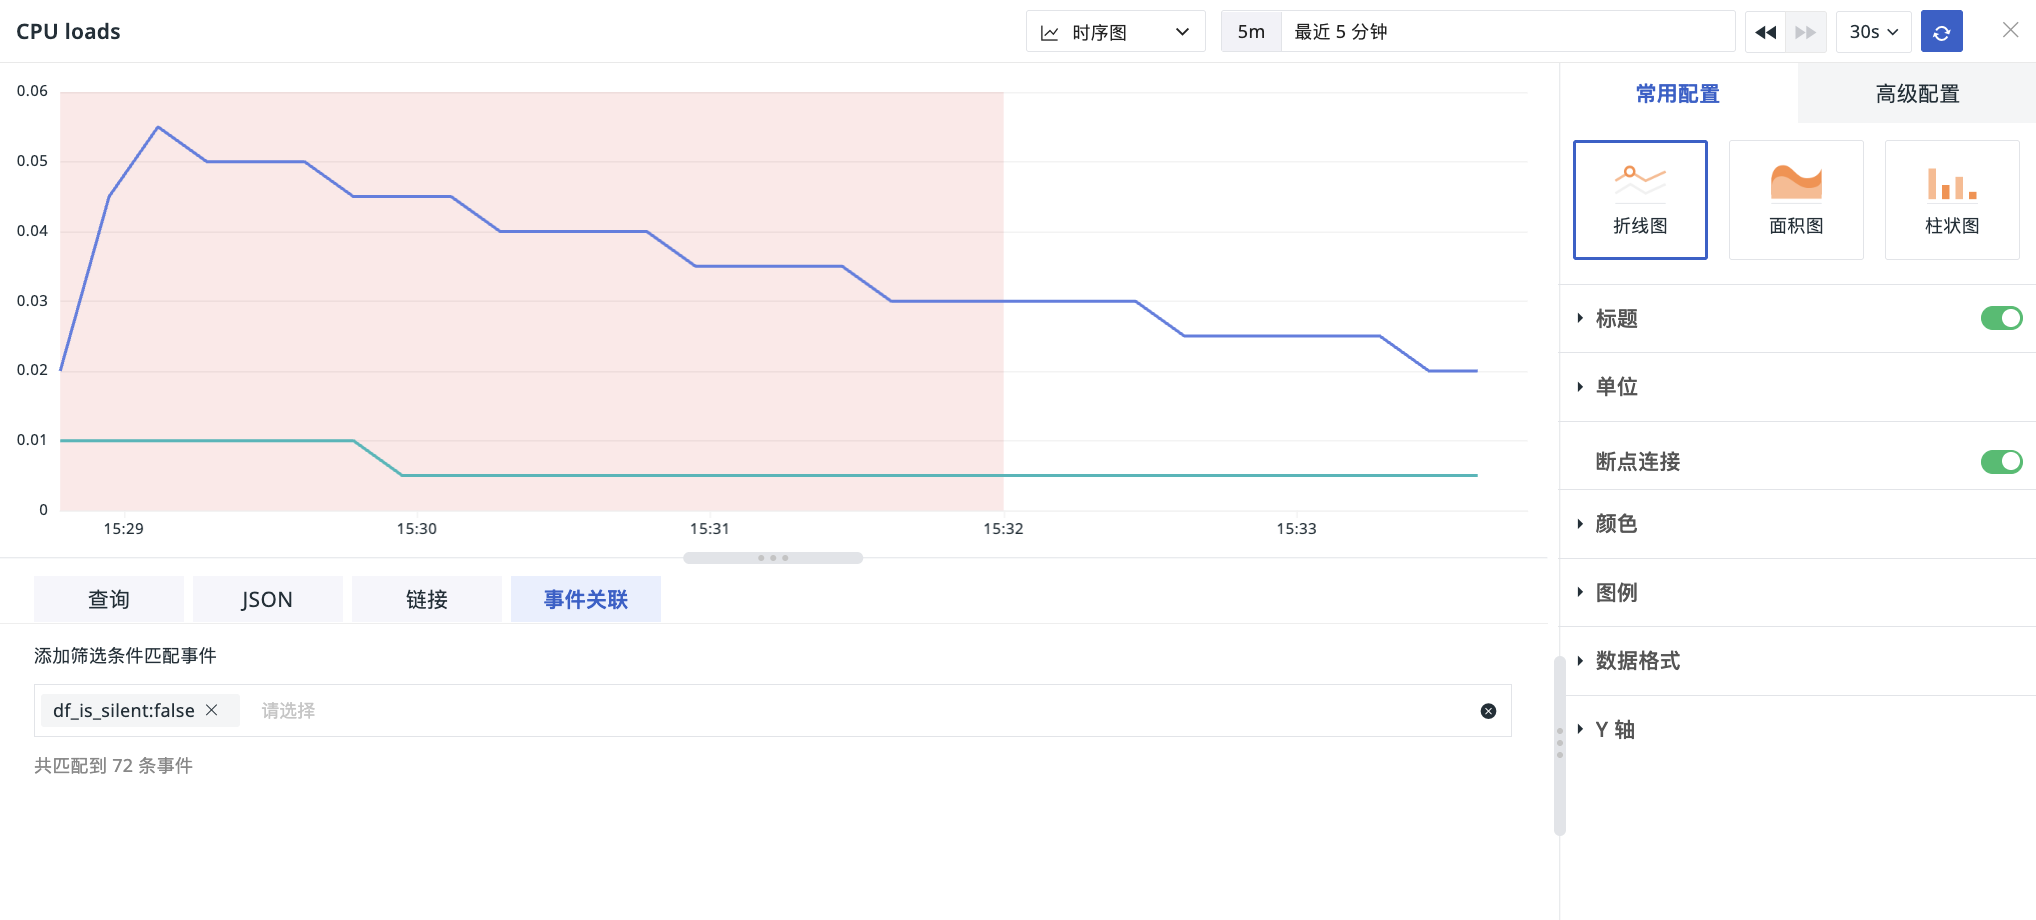 CPU loads
时序图
5m
最近 5 分钟
30s
0.06
0.05
0.04
0.03
0.02
0.01
0
15:29
15:30
15:31
15:32
15:33
查询
JSON
链接
事件关联
添加筛选条件匹配事件
df_is_silent:false
请选择
共匹配到 72 条事件
常用配置
高级配置
折线图
面积图
柱状图
标题
单位
断点连接
颜色
图例
数据格式
Y 轴